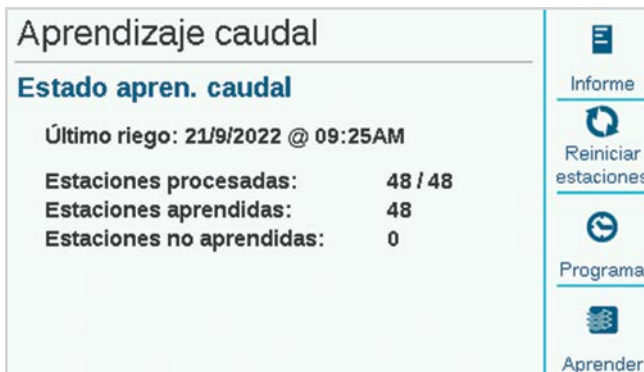 Aprendizaje caudal
Estado apren. caudal
Último riego: 21/9/2022 @ 09:25AM
Estaciones procesadas: 48 / 48
Estaciones aprendidas: 48
Estaciones no aprendidas: 0
Informe
Reiniciar
estaciones
Programa
Aprender